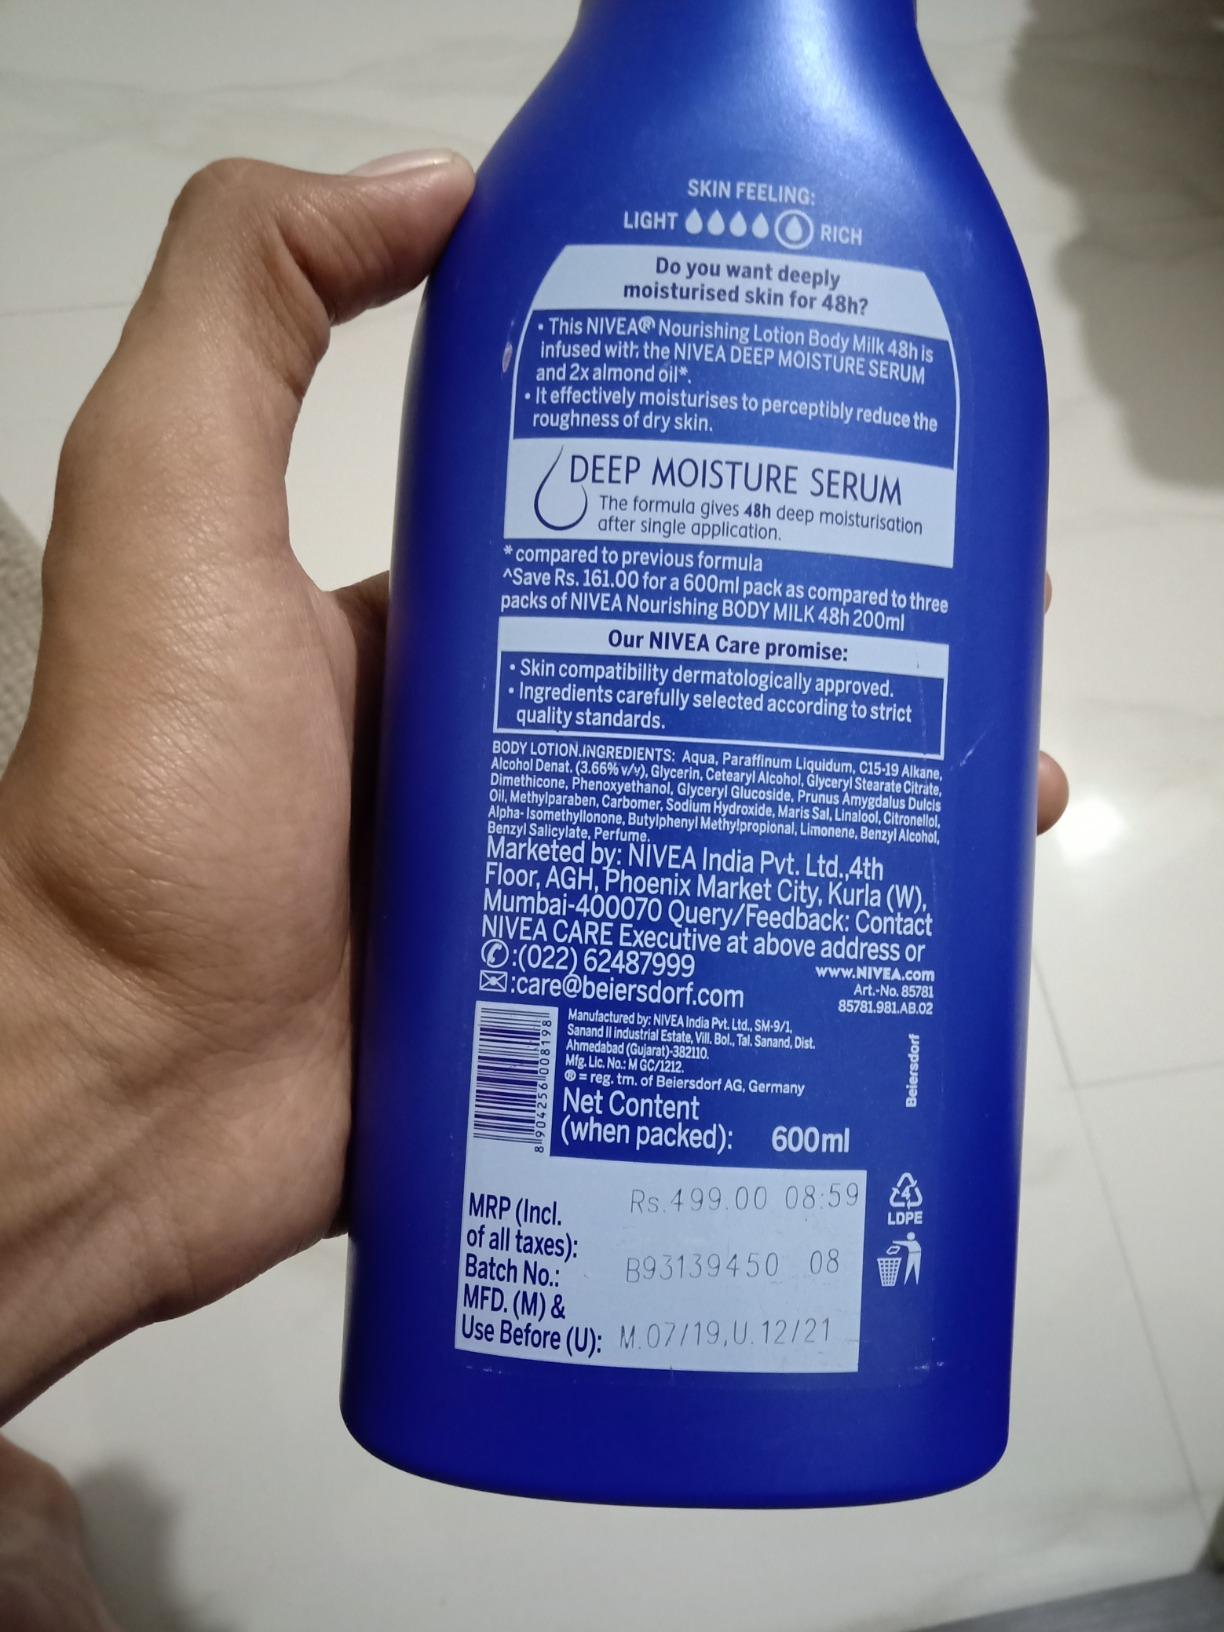 SKIN FEELING:
LIGHT RICH
Do you want deeply
moisturised skin for 48h?
• This NIVEA® Nourishing Lotion Body Milk 48h is
infused with the NIVEA DEEP MOISTURE SERUM
and 2x almond oil*.
• It effectively moisturises to perceptibly reduce the
roughness of dry skin.
DEEP MOISTURE SERUM
The formula gives 48h deep moisturisation
after single application.
* compared to previous formula
^Save Rs. 161.00 for a 600ml pack as compared to three
packs of NIVEA Nourishing BODY MILK 48h 200ml
Our NIVEA Care promise:
• Skin compatibility dermatologically approved.
• Ingredients carefully selected according to strict
quality standards.
BODY LOTION.INGREDIENTS: Aqua, Paraffinum Liquidum, C15-19 Alkane,
Alcohol Denat. (3.66% v/v), Glycerin, Cetearyl Alcohol, Glyceryl Stearate Citrate,
Dimethicone, Phenoxyethanol, Glyceryl Glucoside, Prunus Amygdalus Dulcis
Oil, Methylparaben, Carbomer, Sodium Hydroxide, Maris Sal, Linalool, Citronellol,
Alpha-Isomethyl Ionone, Butylphenyl Methylpropional, Limonene, Benzyl Alcohol,
Benzyl Salicylate, Perfume.
Marketed by: NIVEA India Pvt. Ltd.,4th
Floor, AGH, Phoenix Market City, Kurla (W),
Mumbai-400070 Query/Feedback: Contact
NIVEA CARE Executive at above address or
:(022) 62487999
:care@beiersdorf.com
www.NIVEA.com
Art.-No. 85781
85781.981.AB.02
Manufactured by: NIVEA India Pvt. Ltd., SM-9/1,
Sanand II industrial Estate, Vill. Bol., Tal. Sanand, Dist.
Ahmedabad (Gujarat)-382110.
Mfg. Lic. No.: M GC/1212.
® = reg. tm. of Beiersdorf AG, Germany
Beiersdorf
8 904256 008198
Net Content
(when packed): 600ml
MRP (Incl.
of all taxes): Rs.499.00 08:59
Batch No.: B93139450 08
MFD. (M) &
Use Before (U): M.07/19,U.12/21
4
LDPE